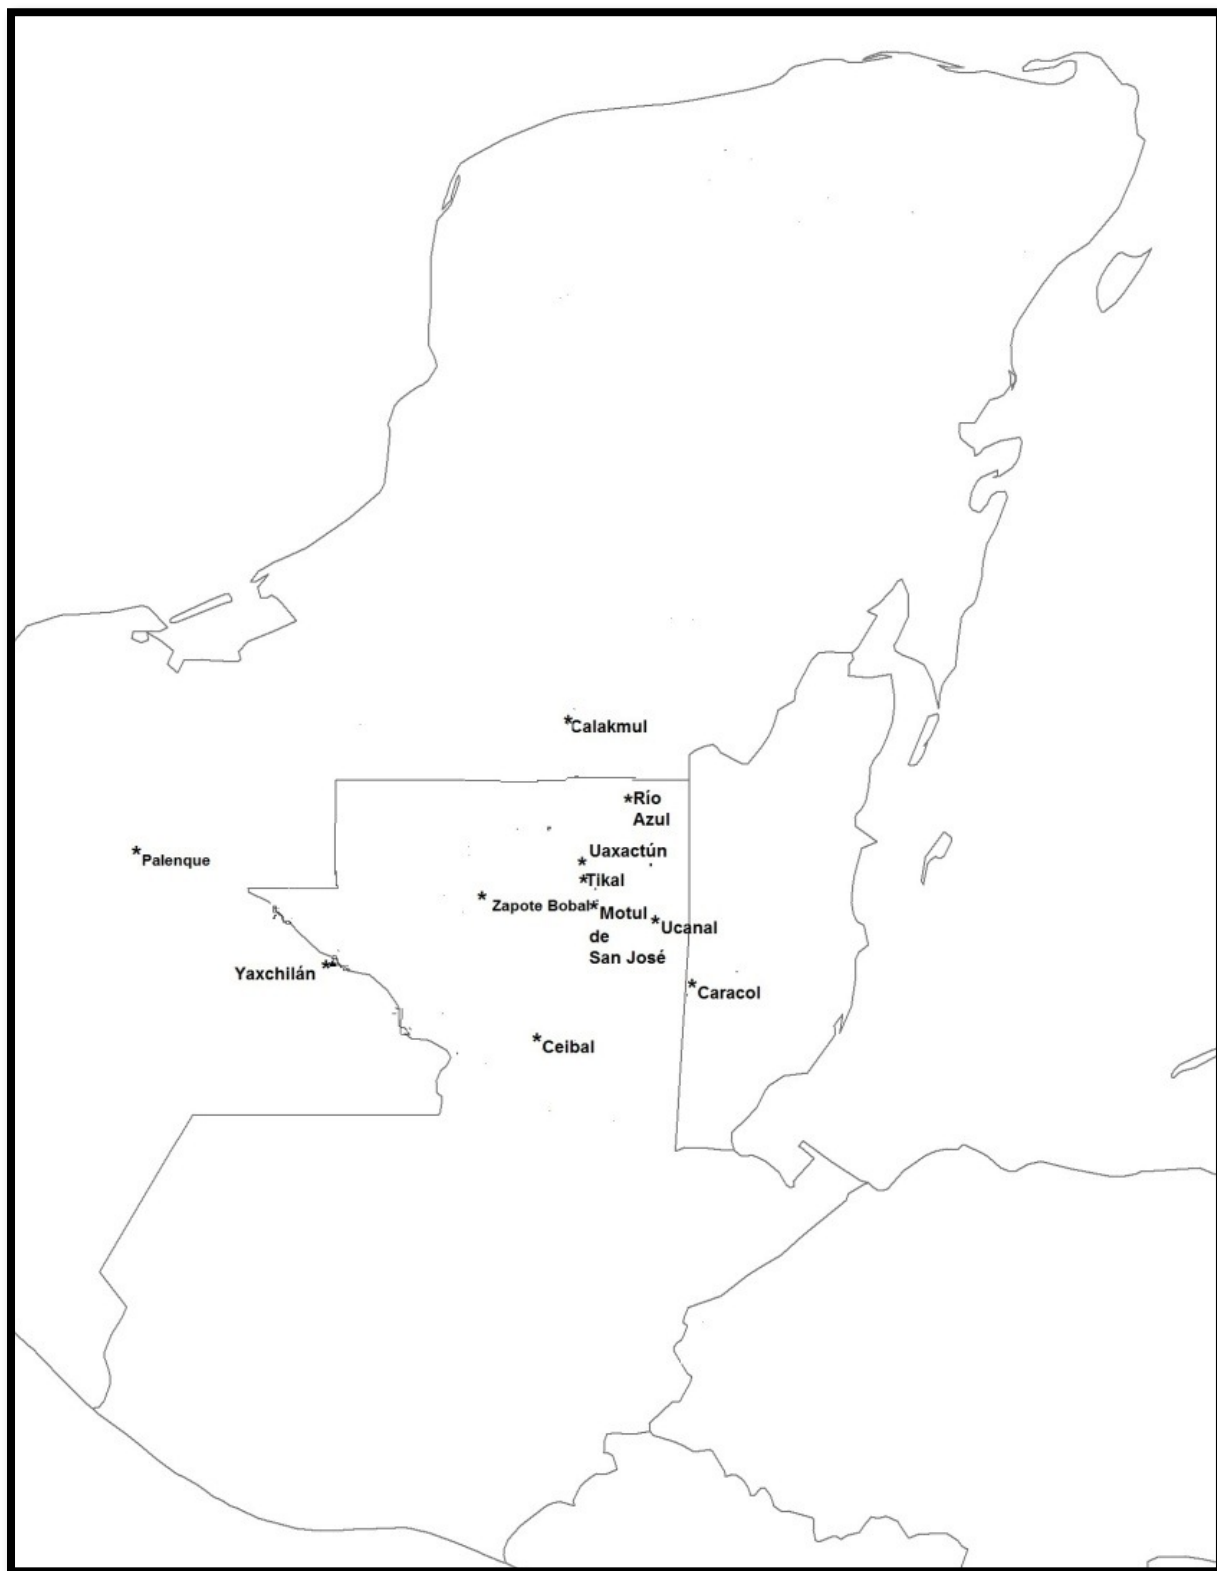 Calakmul
Río
Azul
Uaxactún
Palenque
Tikal
Zapote Bobal
Motul
de
San José
Ucanal
Yaxchilán
Caracol
Ceibal